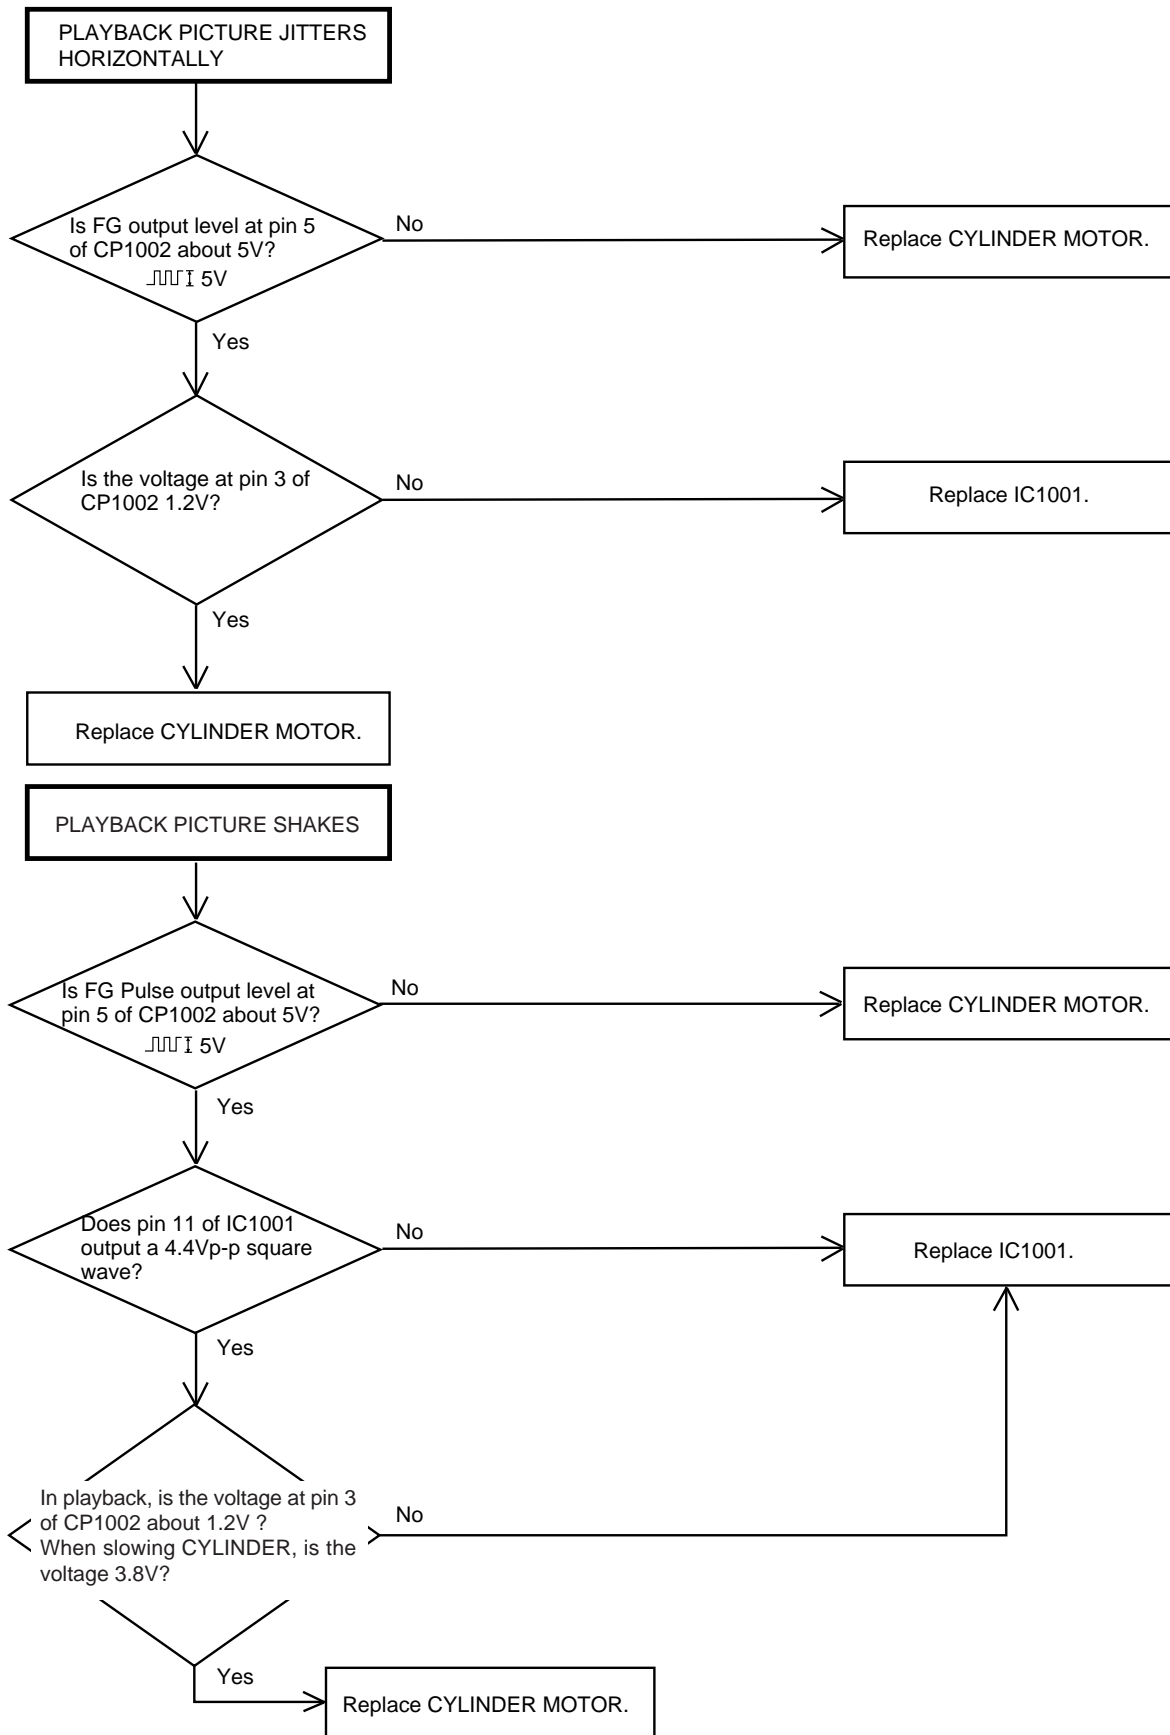 PLAYBACK PICTURE JITTERS
HORIZONTALLY
Is FG output level at pin 5
of CP1002 about 5V?
5V
No
Replace CYLINDER MOTOR.
Yes
Is the voltage at pin 3 of
CP1002 1.2V?
No
Replace IC1001.
Yes
Replace CYLINDER MOTOR.
PLAYBACK PICTURE SHAKES
Is FG Pulse output level at
pin 5 of CP1002 about 5V?
5V
No
Replace CYLINDER MOTOR.
Yes
Does pin 11 of IC1001
output a 4.4Vp-p square
wave?
No
Replace IC1001.
Yes
In playback, is the voltage at pin 3
of CP1002 about 1.2V ?
When slowing CYLINDER, is the
voltage 3.8V?
No
Yes
Replace CYLINDER MOTOR.